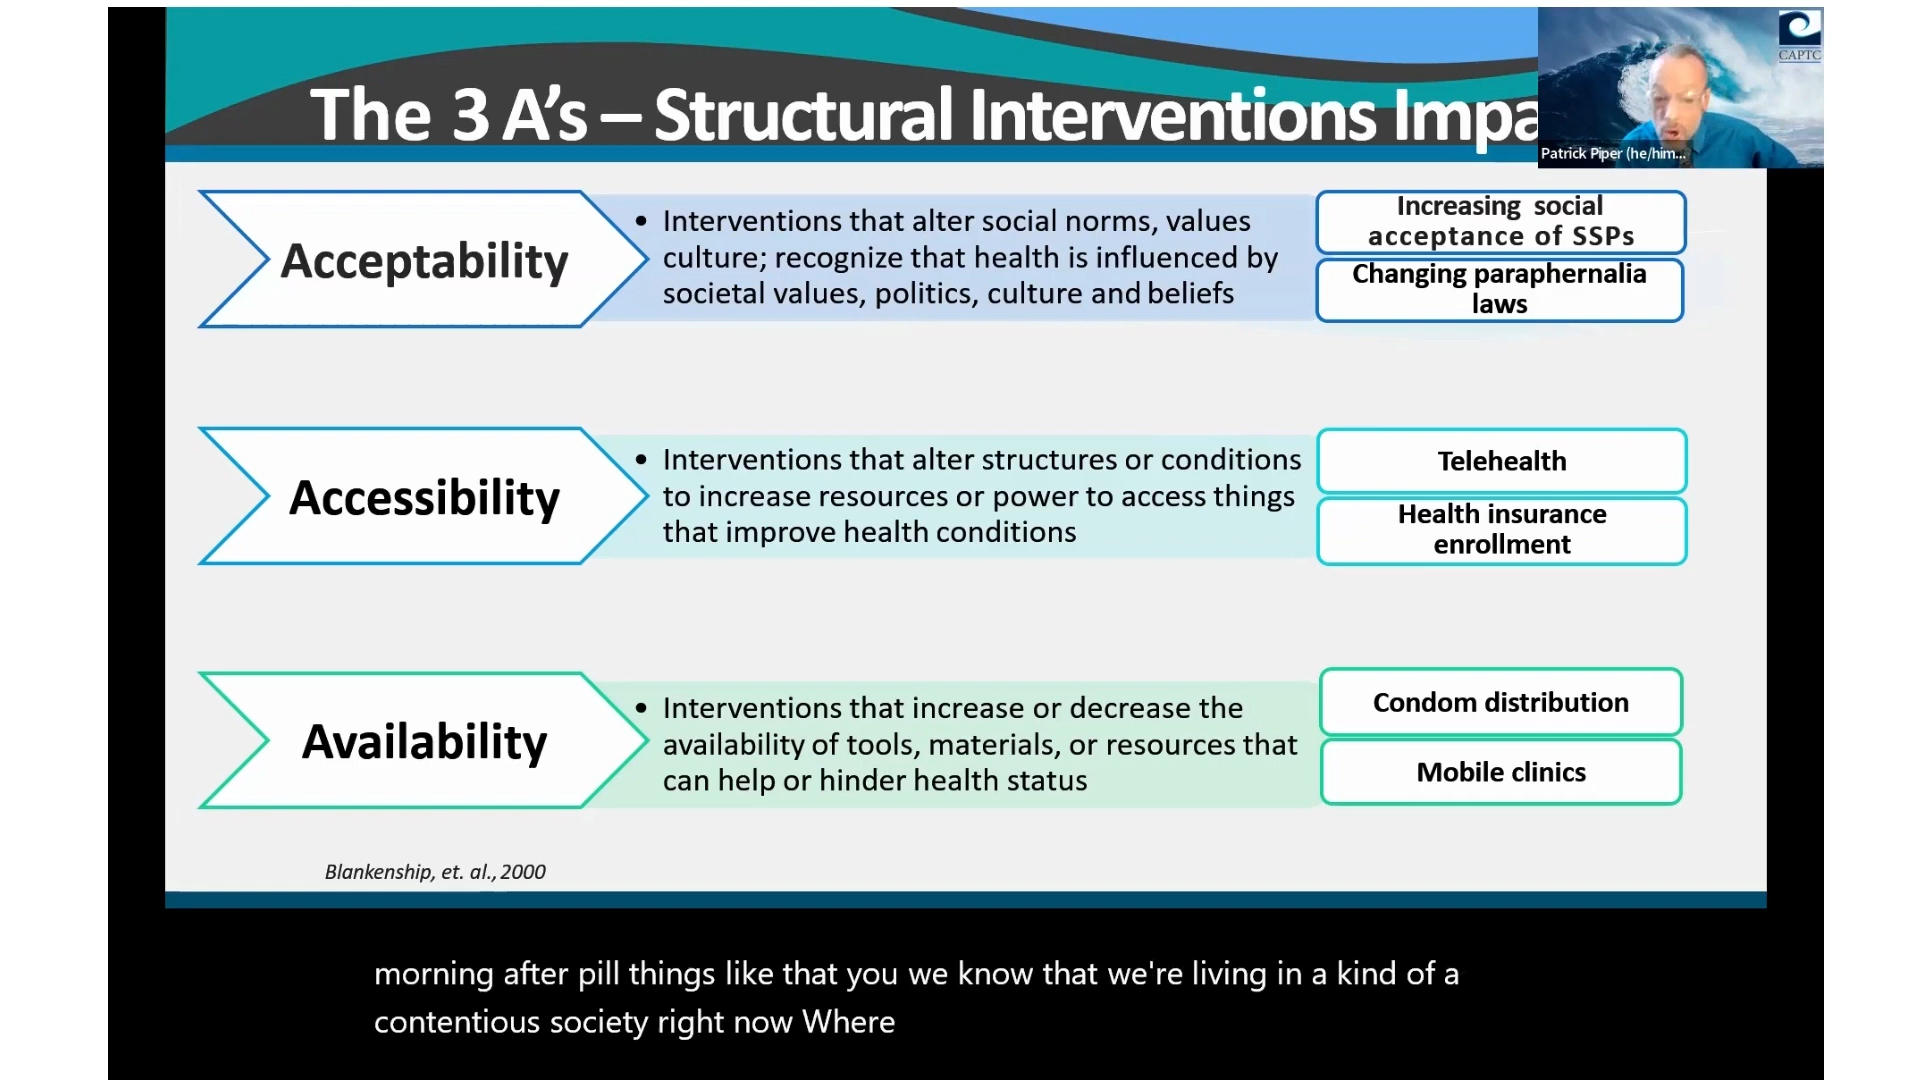 The 3 A's – Structural Interventions Impa
CAPTC
Patrick Piper (he/him...
Acceptability
• Interventions that alter social norms, values
culture; recognize that health is influenced by
societal values, politics, culture and beliefs
Increasing social
acceptance of SSPs
Changing paraphernalia
laws
Accessibility
• Interventions that alter structures or conditions
to increase resources or power to access things
that improve health conditions
Telehealth
Health insurance
enrollment
Availability
• Interventions that increase or decrease the
availability of tools, materials, or resources that
can help or hinder health status
Condom distribution
Mobile clinics
Blankenship, et. al., 2000
morning after pill things like that you we know that we're living in a kind of a
contentious society right now Where